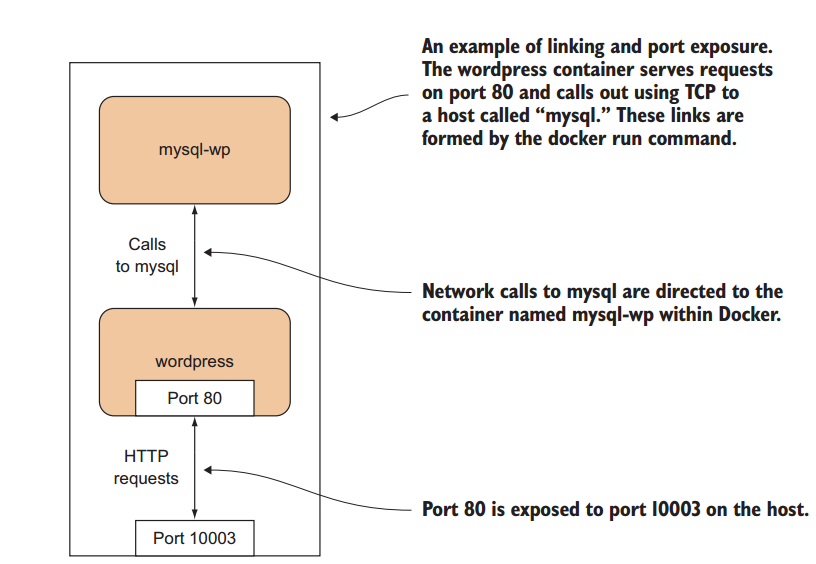 An example of linking and port exposure.
The wordpress container serves requests
on port 80 and calls out using TCP to
a host called “mysql.” These links are
formed by the docker run command.
mysql-wp
Calls
to mysql
Network calls to mysql are directed to the
container named mysql-wp within Docker.
wordpress
Port 80
HTTP
requests
Port 80 is exposed to port 10003 on the host.
Port 10003